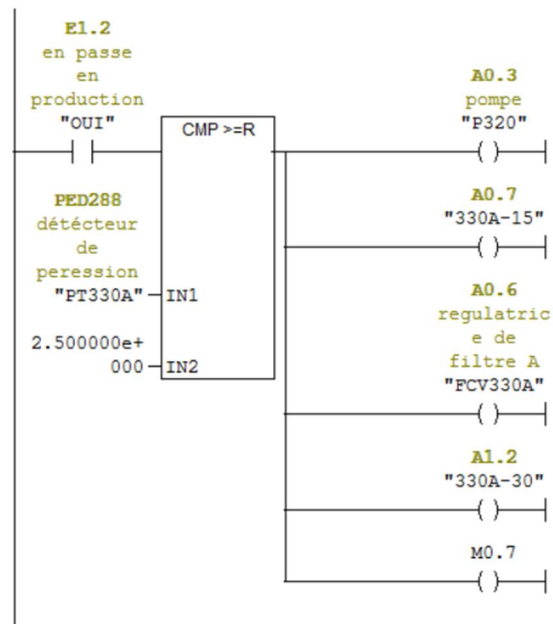 E1.2
en passe
en
production
"OUI"
CMP >=R
PED288
détécteur
de
peression
"PT330A"
IN1
2.500000e+
000
IN2
A0.3
pompe
"P320"
A0.7
"330A-15"
A0.6
regulatric
e de
filtre A
"FCV330A"
A1.2
"330A-30"
M0.7